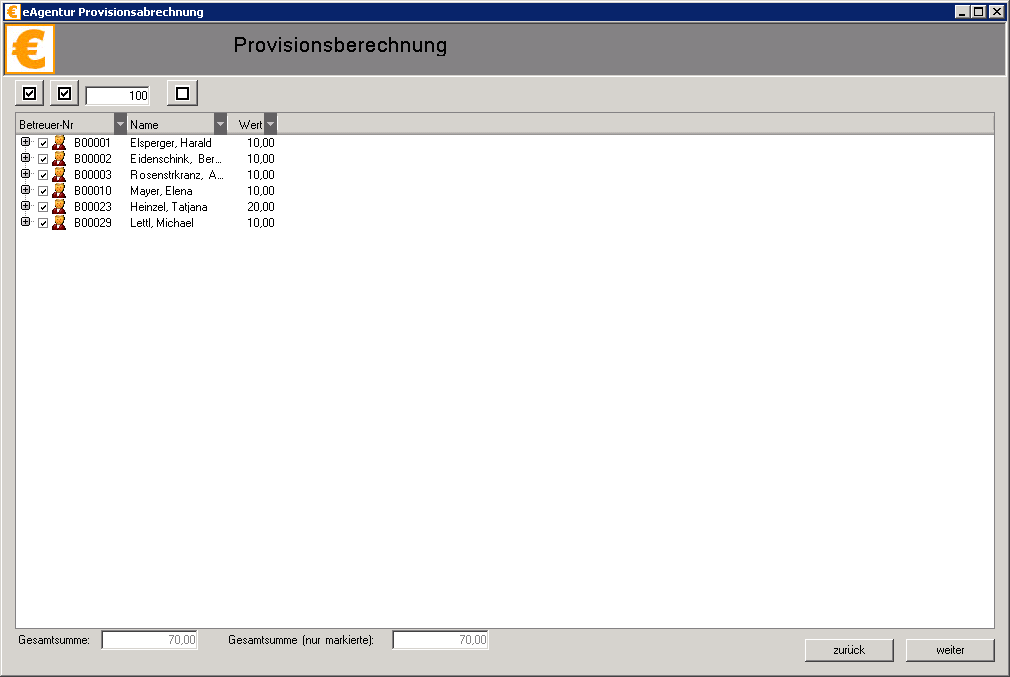 eAgentur Provisionsabrechnung
€
Provisionsberechnung
100
Betreuer-Nr Name Wert
B00001 Elsperger, Harald 10,00
B00002 Eidenschink, Ber... 10,00
B00003 Rosenstrkranz, A... 10,00
B00010 Mayer, Elena 10,00
B00023 Heinzel, Tatjana 20,00
B00029 Lettl, Michael 10,00
Gesamtsumme: 70,00 Gesamtsumme (nur markierte): 70,00
zurück weiter